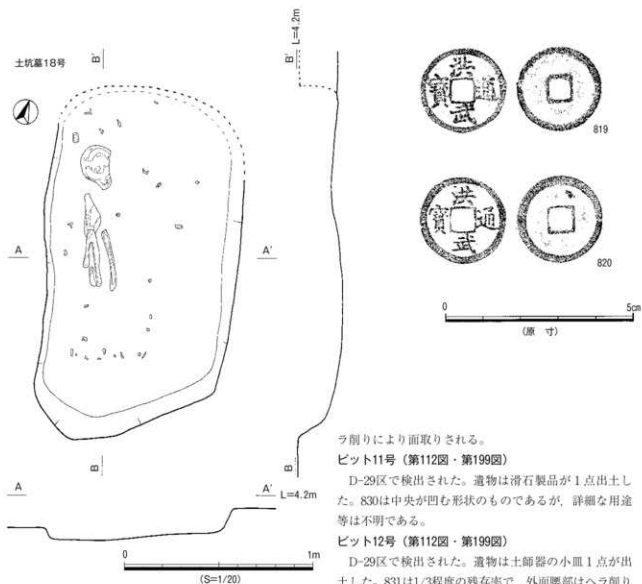 土坑墓18号
B'
B'
L=4.2m
A
A'
B
B
A
A'
L=4.2m
0
1m
(S=1/20)
洪武通寳
819
洪武通寳
820
0
5cm
(原 寸)
ラ削りにより面取りされる。
ピット11号（第112図・第199図）
D-29区で検出された。遺物は滑石製品が1点出土し
た。830は中央が凹む形状のものであるが，詳細な用途
等は不明である。
ピット12号（第112図・第199図）
D-29区で検出された。遺物は土師器の小皿1点が出
土した。831は1/3程度の残存率で，外面腰部はヘラ削り